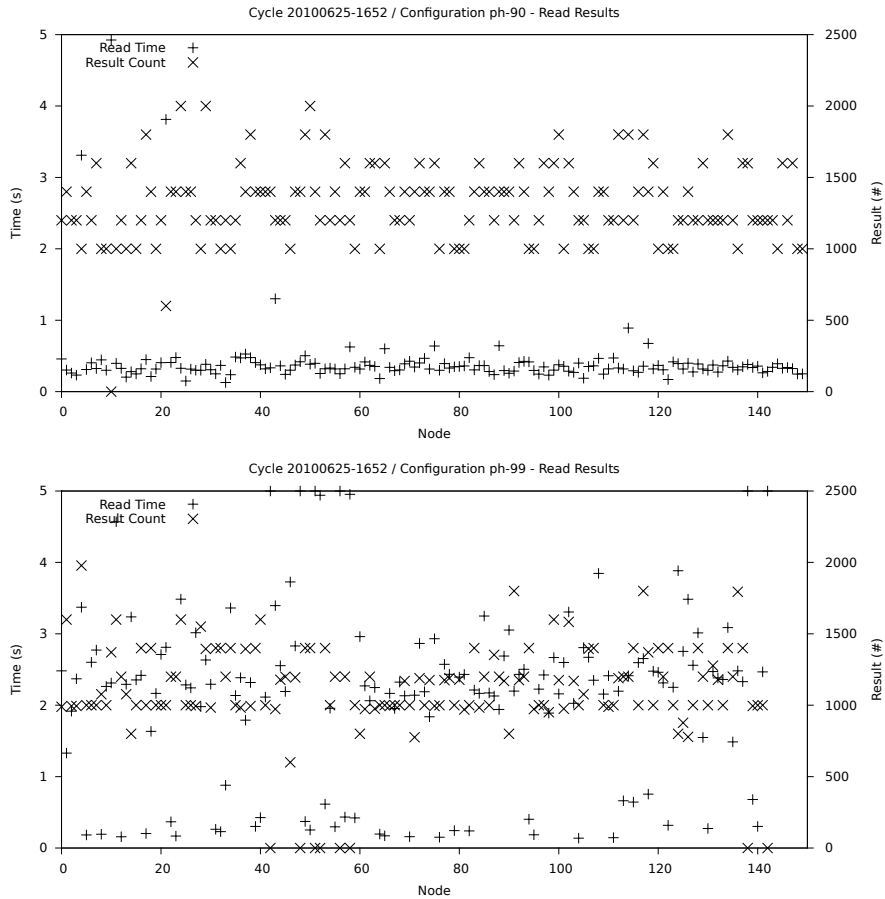 Cycle 20100625-1652 / Configuration ph-90 - Read Results
5 2500
Read Time
Result Count
4 2000
3 1500
Time (s) Result (#)
2 1000
1 500
0 0
0 20 40 60 80 100 120 140
Node
Cycle 20100625-1652 / Configuration ph-99 - Read Results
5 2500
Read Time
Result Count
4 2000
3 1500
Time (s) Result (#)
2 1000
1 500
0 0
0 20 40 60 80 100 120 140
Node